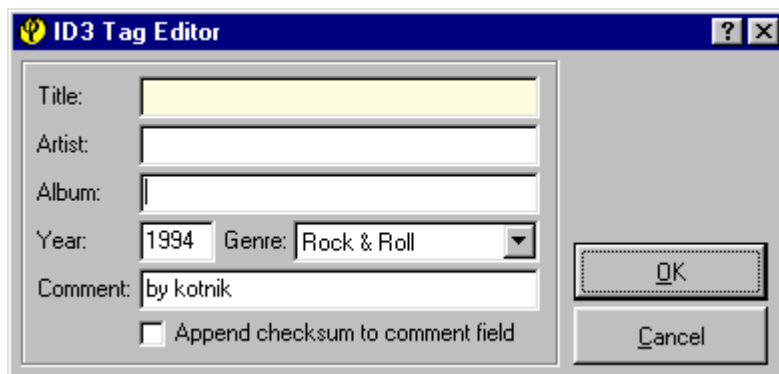 ID3 Tag Editor
Title:
Artist:
Album:
Year: 1994 Genre: Rock & Roll
Comment: by kotnik
Append checksum to comment field
OK
Cancel